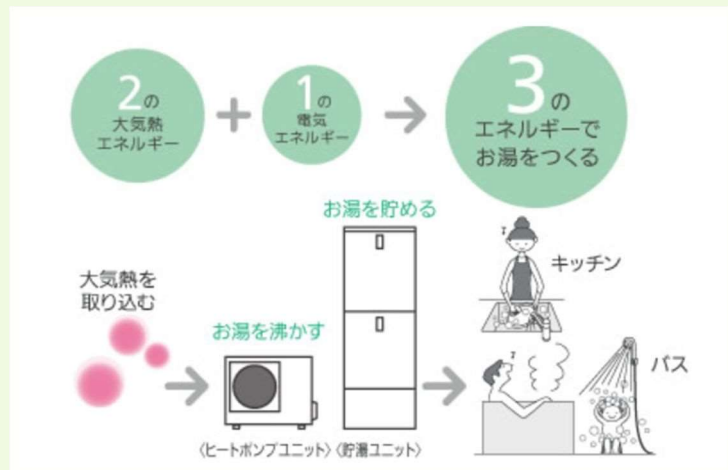 2の
大気熱
エネルギー
+
1の
電気
エネルギー
3の
エネルギーで
お湯をつくる
お湯を貯める
キッチン
大気熱を
取り込む
お湯を沸かす
バス
〈ヒートポンプユニット〉〈貯湯ユニット〉